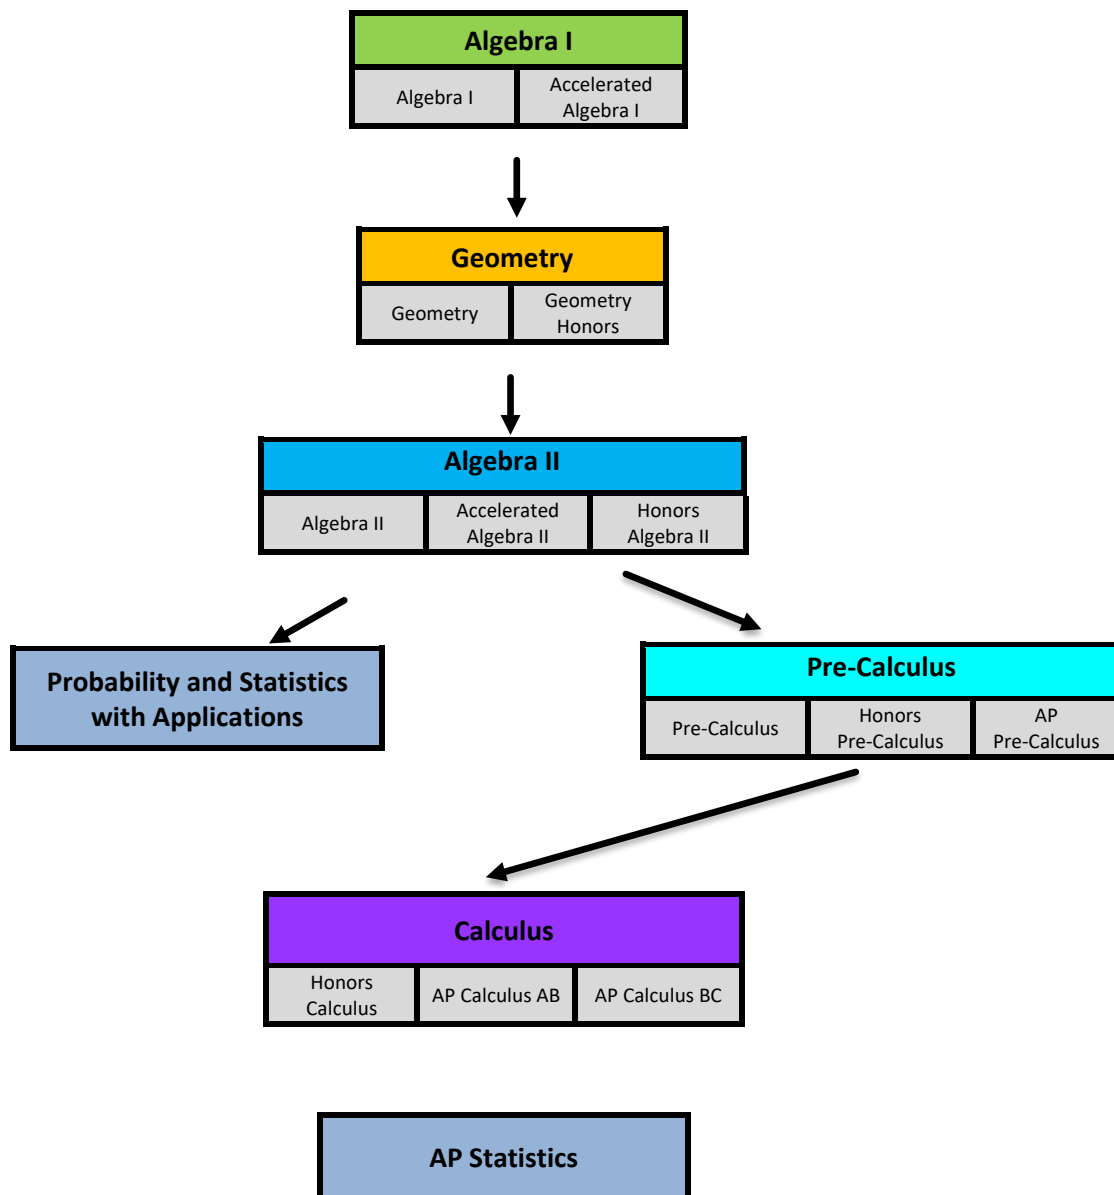 Algebra I
Algebra I
Accelerated
Algebra I
Geometry
Geometry
Geometry
Honors
Algebra II
Algebra II
Accelerated
Algebra II
Honors
Algebra II
Probability and Statistics
with Applications
Pre-Calculus
Pre-Calculus
Honors
Pre-Calculus
AP
Pre-Calculus
Calculus
Honors
Calculus
AP Calculus AB
AP Calculus BC
AP Statistics